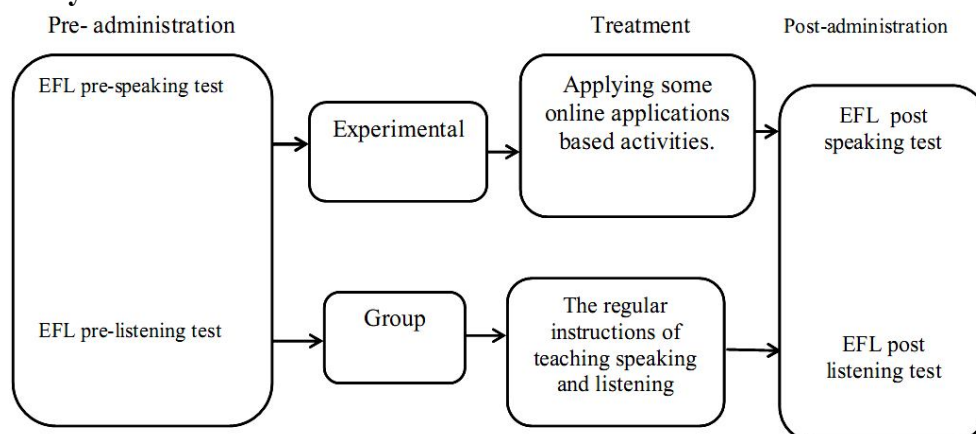 Pre- administration
Treatment
Post-administration
EFL pre-speaking test
EFL pre-listening test
Experimental
Group
Applying some
online applications
based activities.
The regular
instructions of
teaching speaking
and listening
EFL post
speaking test
EFL post
listening test